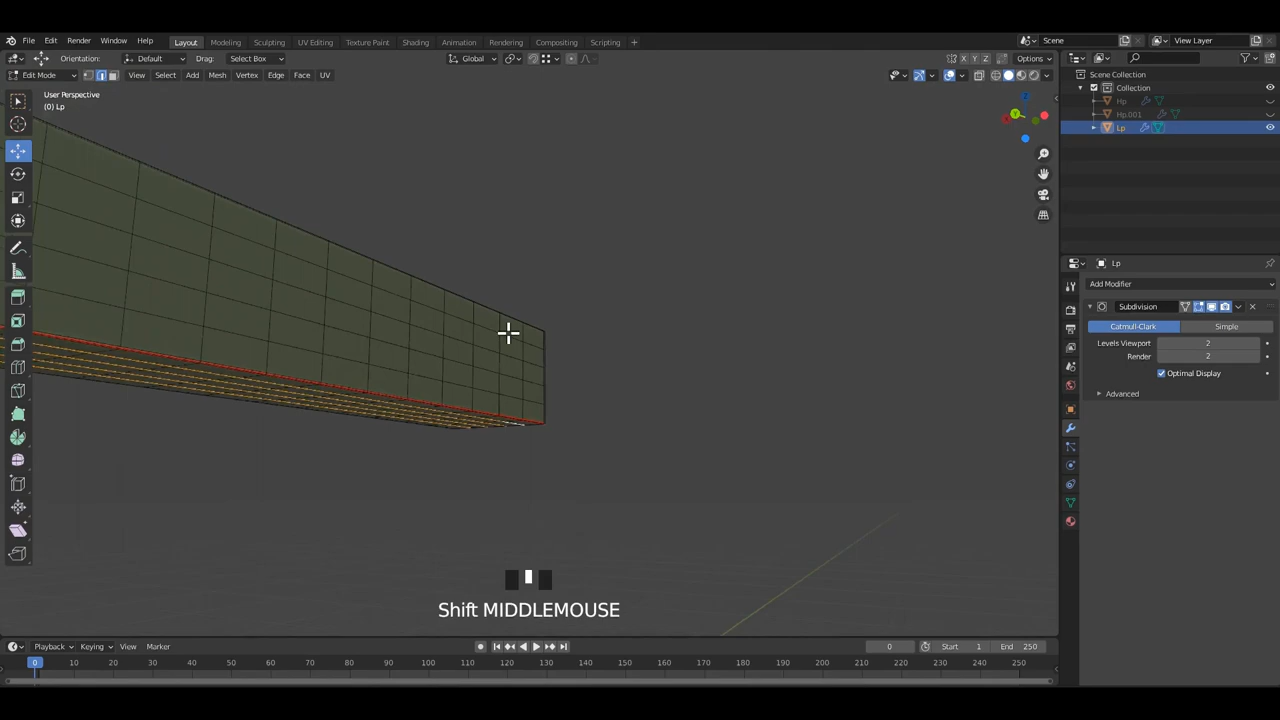 File Edit Render Window Help Layout Modeling Sculpting UV Editing Texture Paint Shading Animation Rendering Compositing Scripting + Scene View Layer
Orientation: Default Drag: Select Box Global X Y Z Options
Edit Mode View Select Add Mesh Vertex Edge Face UV
User Perspective
(0) Lp
Scene Collection
Collection
Hp
Hp.001
Lp
Lp
Add Modifier
Subdivision
Catmull-Clark Simple
Levels Viewport 2
Render 2
Optimal Display
Advanced
Shift MIDDLEMOUSE
Playback Keying View Marker 0 Start 1 End 250
0 10 20 30 40 50 60 70 80 90 100 110 120 130 140 150 160 170 180 190 200 210 220 230 240 250